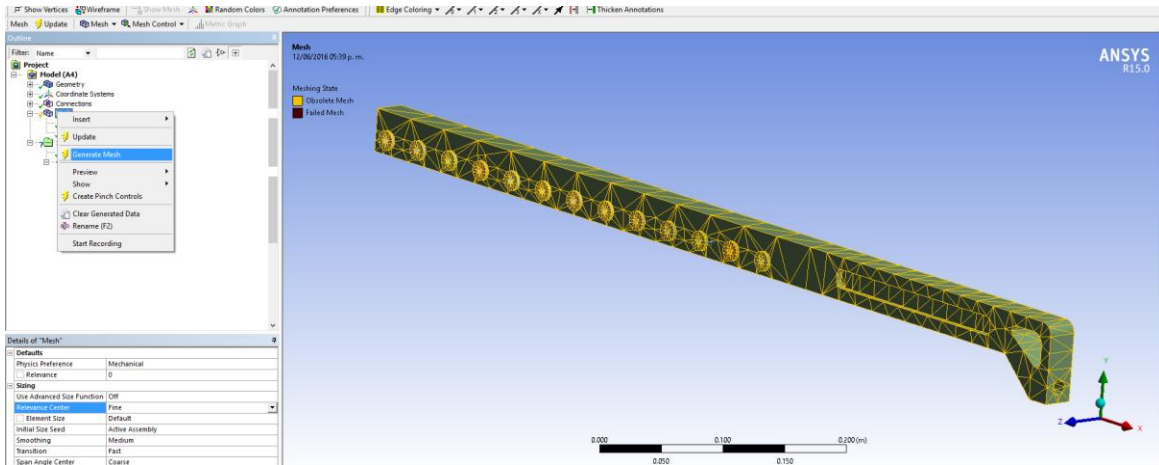 Show Vertices Wireframe Show Mesh Random Colors Annotation Preferences Edge Coloring Thicken Annotations
Mesh Update Mesh Mesh Control Metric Graph
Outline
Filter: Name
Project
Model (A4)
Geometry
Coordinate Systems
Connections
Insert
Update
Generate Mesh
Preview
Show
Create Pinch Controls
Clear Generated Data
Rename (F2)
Start Recording
Details of "Mesh"
Defaults
Physics Preference Mechanical
Relevance 0
Sizing
Use Advanced Size Function Off
Relevance Center Fine
Element Size Default
Initial Size Seed Active Assembly
Smoothing Medium
Transition Fast
Span Angle Center Coarse
Mesh
12/06/2016 05:39 p. m.
Meshing State
Obsolete Mesh
Failed Mesh
ANSYS
R15.0
Y
Z X
0.000 0.100 0.200 (m)
0.050 0.150